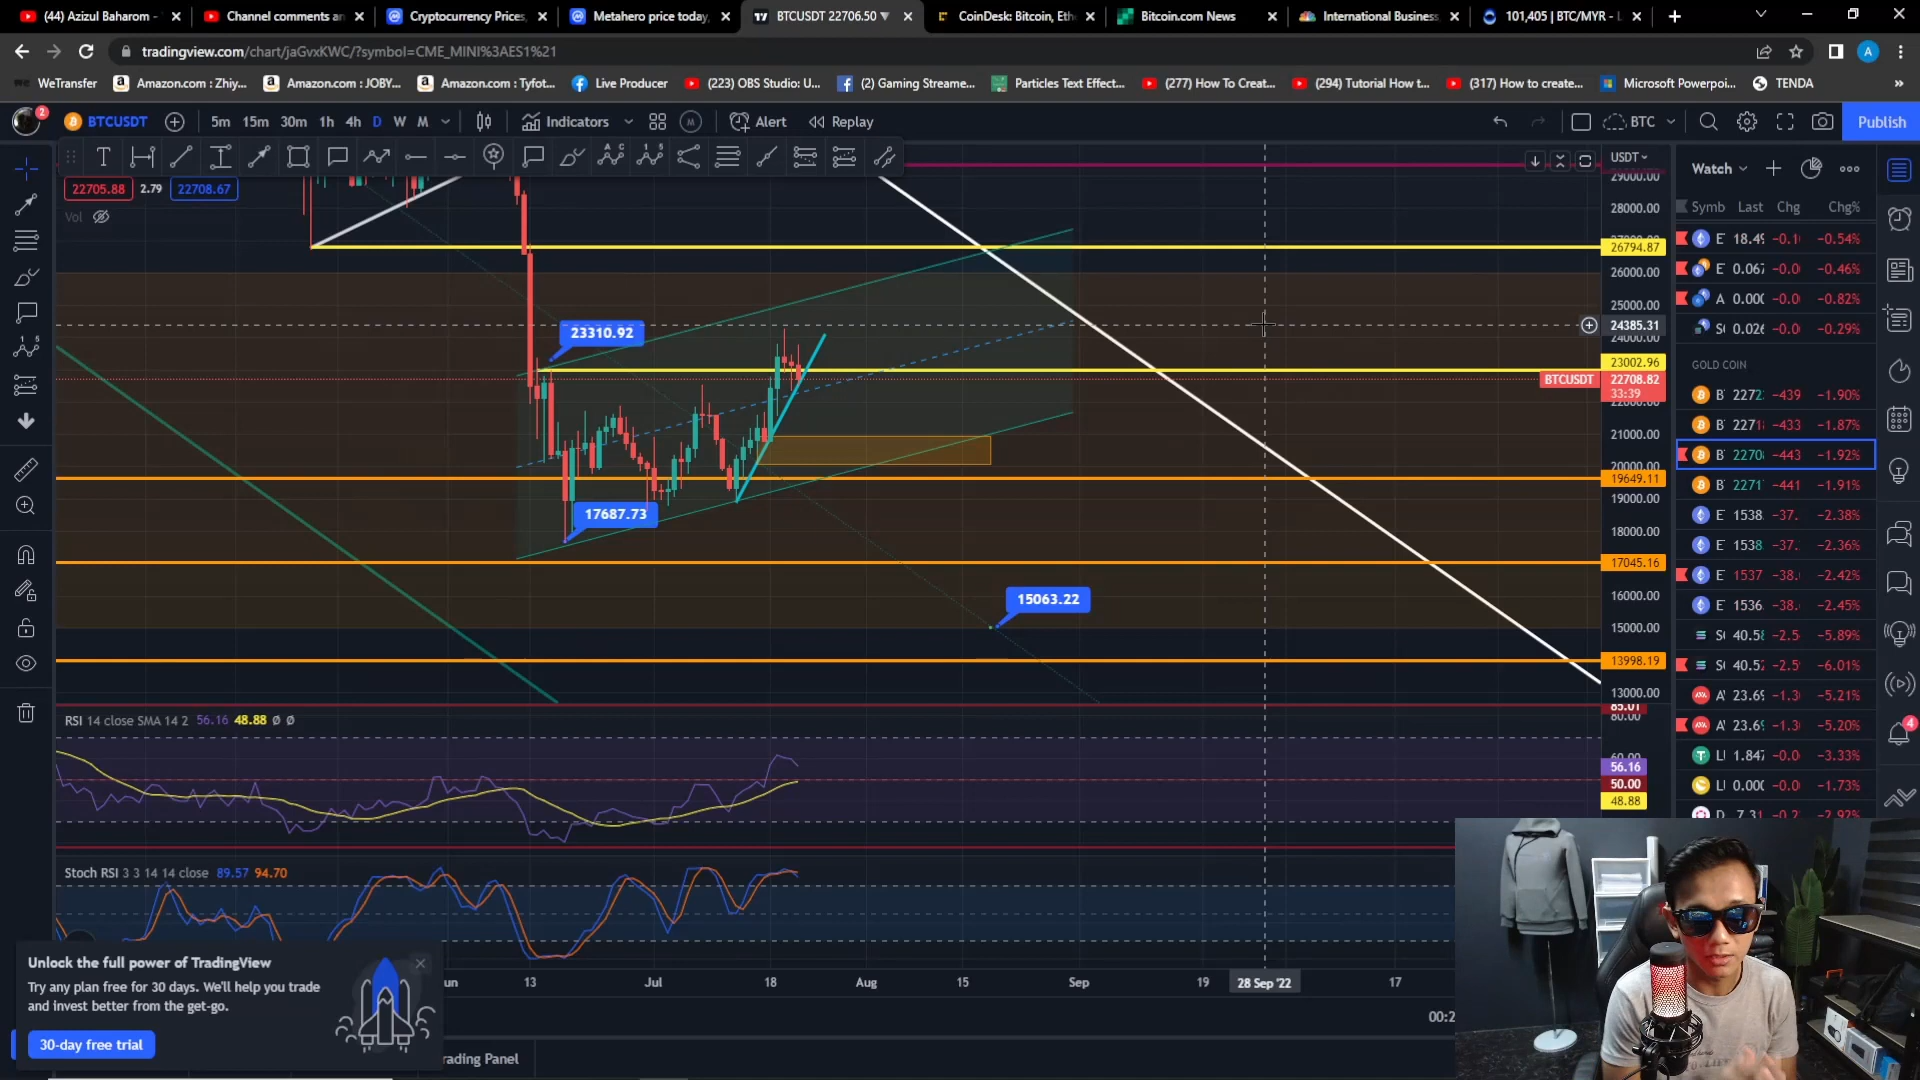 (44) Azizul Baharom -
Channel comments an
Cryptocurrency Prices,
Metahero price today,
BTCUSDT 22706.50 ▼
CoinDesk: Bitcoin, Eth
Bitcoin.com News
International Business
101,405 | BTC/MYR -
tradingview.com/chart/jaGvxKWC/?symbol=CME_MINI%3AES1%21
A
WeTransfer
Amazon.com : Zhiy...
Amazon.com : JOBY...
Amazon.com : Tyfot...
Live Producer
(223) OBS Studio: U...
(2) Gaming Streame...
Particles Text Effect...
(277) How To Creat...
(294) Tutorial How t...
(317) How to create...
Microsoft Powerpoi...
TENDA
2
BTCUSDT
5m 15m 30m 1h 4h D W M
Indicators
Alert
Replay
BTC
Publish
22705.88 2.79 22708.67
Vol
USDT
29000.00
28000.00
26794.87
26000.00
25000.00
24385.31
24000.00
23002.96
BTCUSDT 22708.82
33:39
22000.00
21000.00
20000.00
19649.11
19000.00
18000.00
17045.16
16000.00
15000.00
13998.19
13000.00
23310.92
17687.73
15063.22
Watch
Symb Last Chg Chg%
E 18.49 -0.1 -0.54%
E 0.067 -0.0 -0.46%
A 0.000 -0.0 -0.82%
0.026 -0.0 -0.29%
GOLD COIN
B 2272 -439 -1.90%
B 2271 -433 -1.87%
B 2270 -443 -1.92%
B 2271 -441 -1.91%
E 1538. -37. -2.38%
E 1538 -37. -2.36%
E 1537 -38. -2.42%
E 1536. -38. -2.45%
40.58 -2.5 -5.89%
40.52 -2.5 -6.01%
23.69 -1.3 -5.21%
23.69 -1.3 -5.20%
1.847 -0.0 -3.33%
0.000 -0.0 -1.73%
7.31 -0.2 -2.92%
4
RSI 14 close SMA 14 2 56.16 48.88 Ø Ø
85.01
80.00
60.00
56.16
50.00
48.88
Stoch RSI 3 3 14 14 close 89.57 94.70
un 13 Jul 18 Aug 15 Sep 19 28 Sep '22 17
Unlock the full power of TradingView
Try any plan free for 30 days. We'll help you trade
and invest better from the get-go.
30-day free trial
rading Panel
00:2